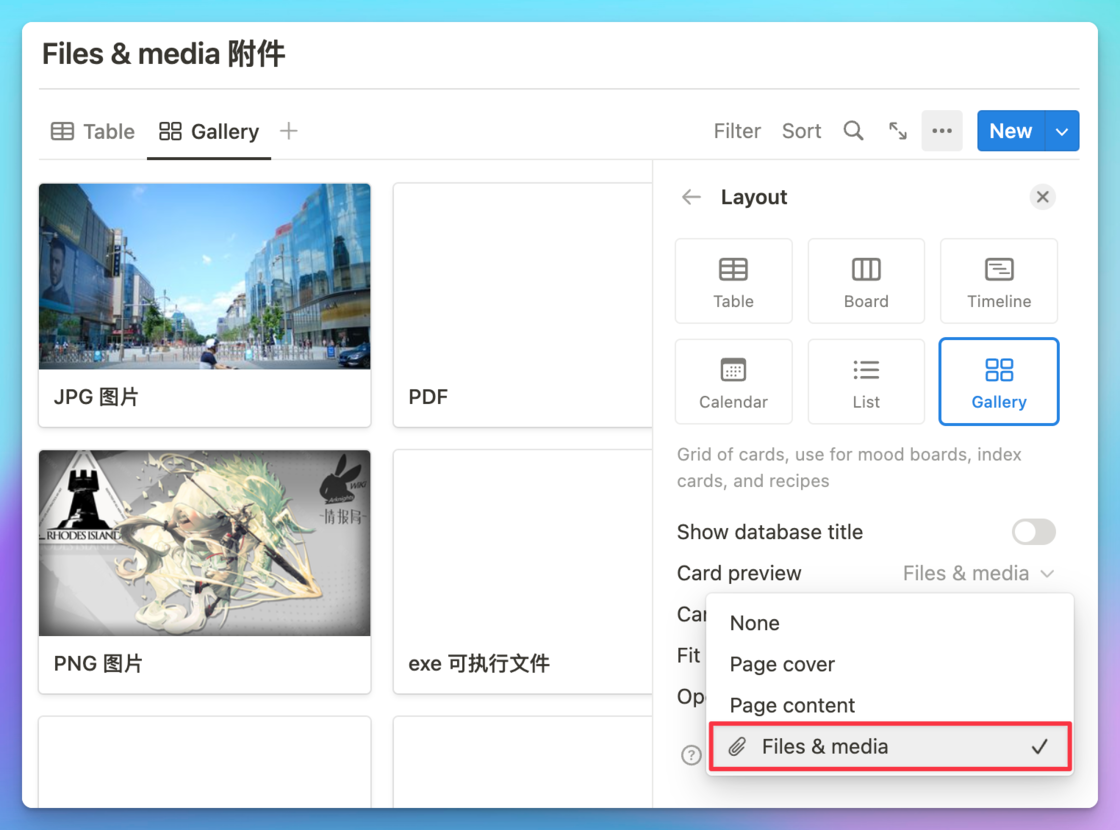 Files & media 附件
Table
Gallery
Filter
Sort
New
Layout
Table
Board
Timeline
Calendar
List
Gallery
Grid of cards, use for mood boards, index
cards, and recipes
Show database title
Card preview
Files & media
Car
Fit
Op
None
Page cover
Page content
Files & media
JPG 图片
PDF
RHODES ISLAND
WIKI
Arknights
情报局
PNG 图片
exe 可执行文件